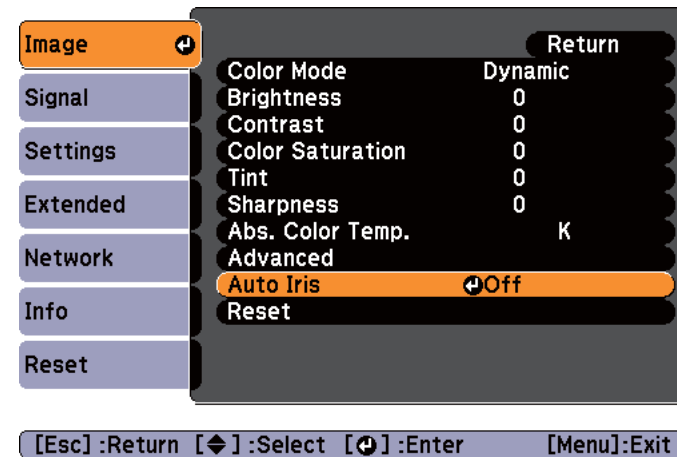 Image
Signal
Settings
Extended
Network
Info
Reset
Return
Color Mode Dynamic
Brightness 0
Contrast 0
Color Saturation 0
Tint 0
Sharpness 0
Abs. Color Temp. K
Advanced
Auto Iris Off
Reset
[Esc] :Return [◆] :Select [↵] :Enter [Menu]:Exit